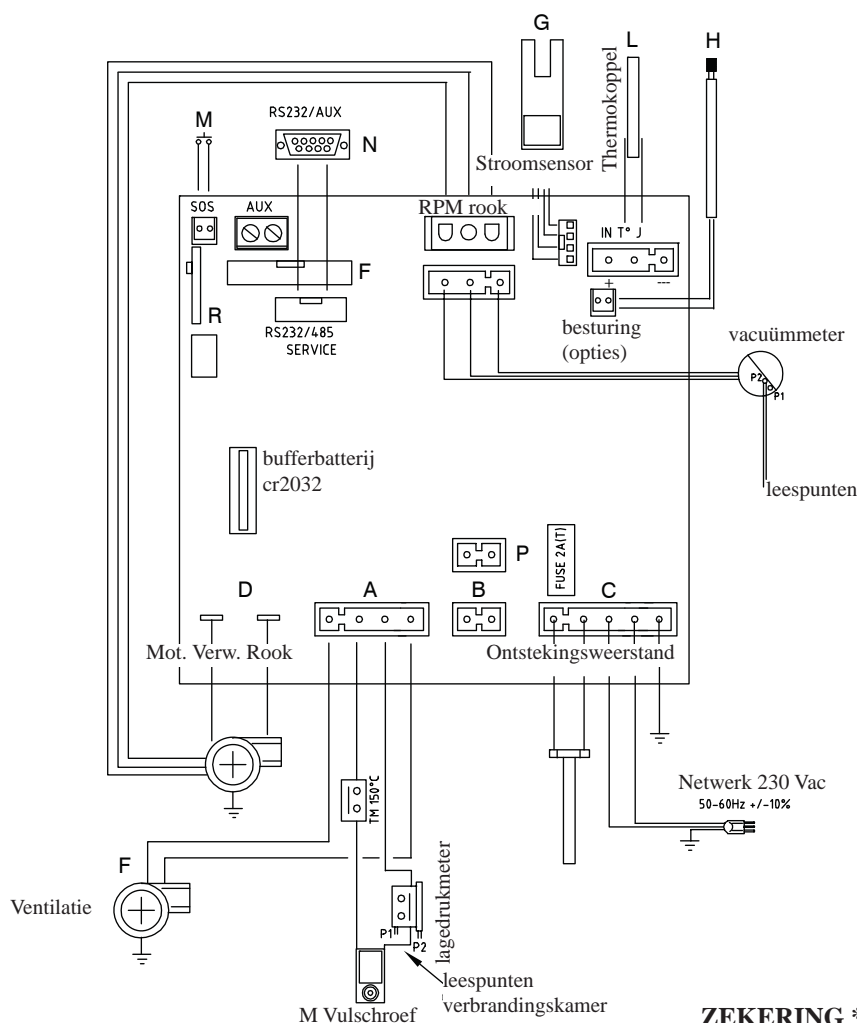 G
L
H
M
RS232/AUX
N
Thermokoppel
Stroomsensor
SOS
AUX
RPM rook
IN T° J
F
+
---
R
RS232/485
SERVICE
besturing
(opties)
vacuümmeter
P2
P1
bufferbatterij
cr2032
leespunten
P
FUSE 2A(T)
D
A
B
C
Mot. Verw. Rook
Ontstekingsweerstand
TM 150°C
Netwerk 230 Vac
50-60Hz +/-10%
F
Ventilatie
lagedrukmeter
P1
P2
leespunten
verbrandingskamer
M Vulschroef
ZEKERING *